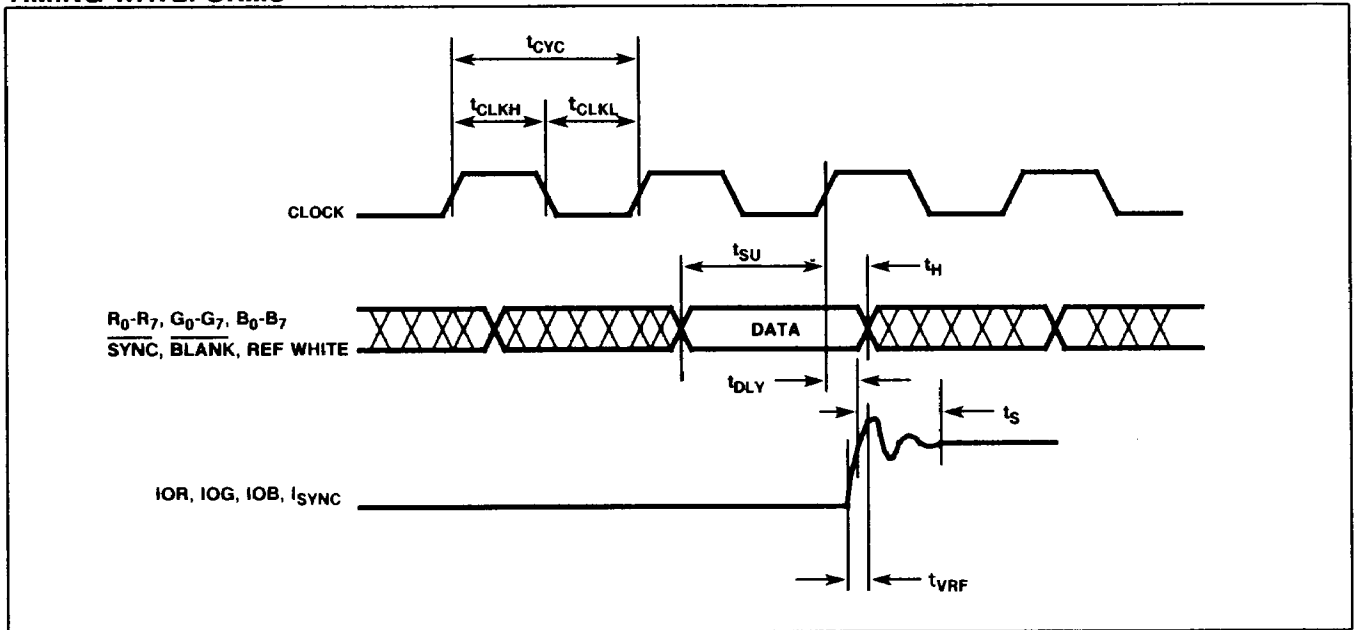 tCYC
tCLKH tCLKL
CLOCK
tSU tH
R0-R7, G0-G7, B0-B7
SYNC, BLANK, REF WHITE
DATA
tDLY
tS
IOR, IOG, IOB, ISYNC
tVRF